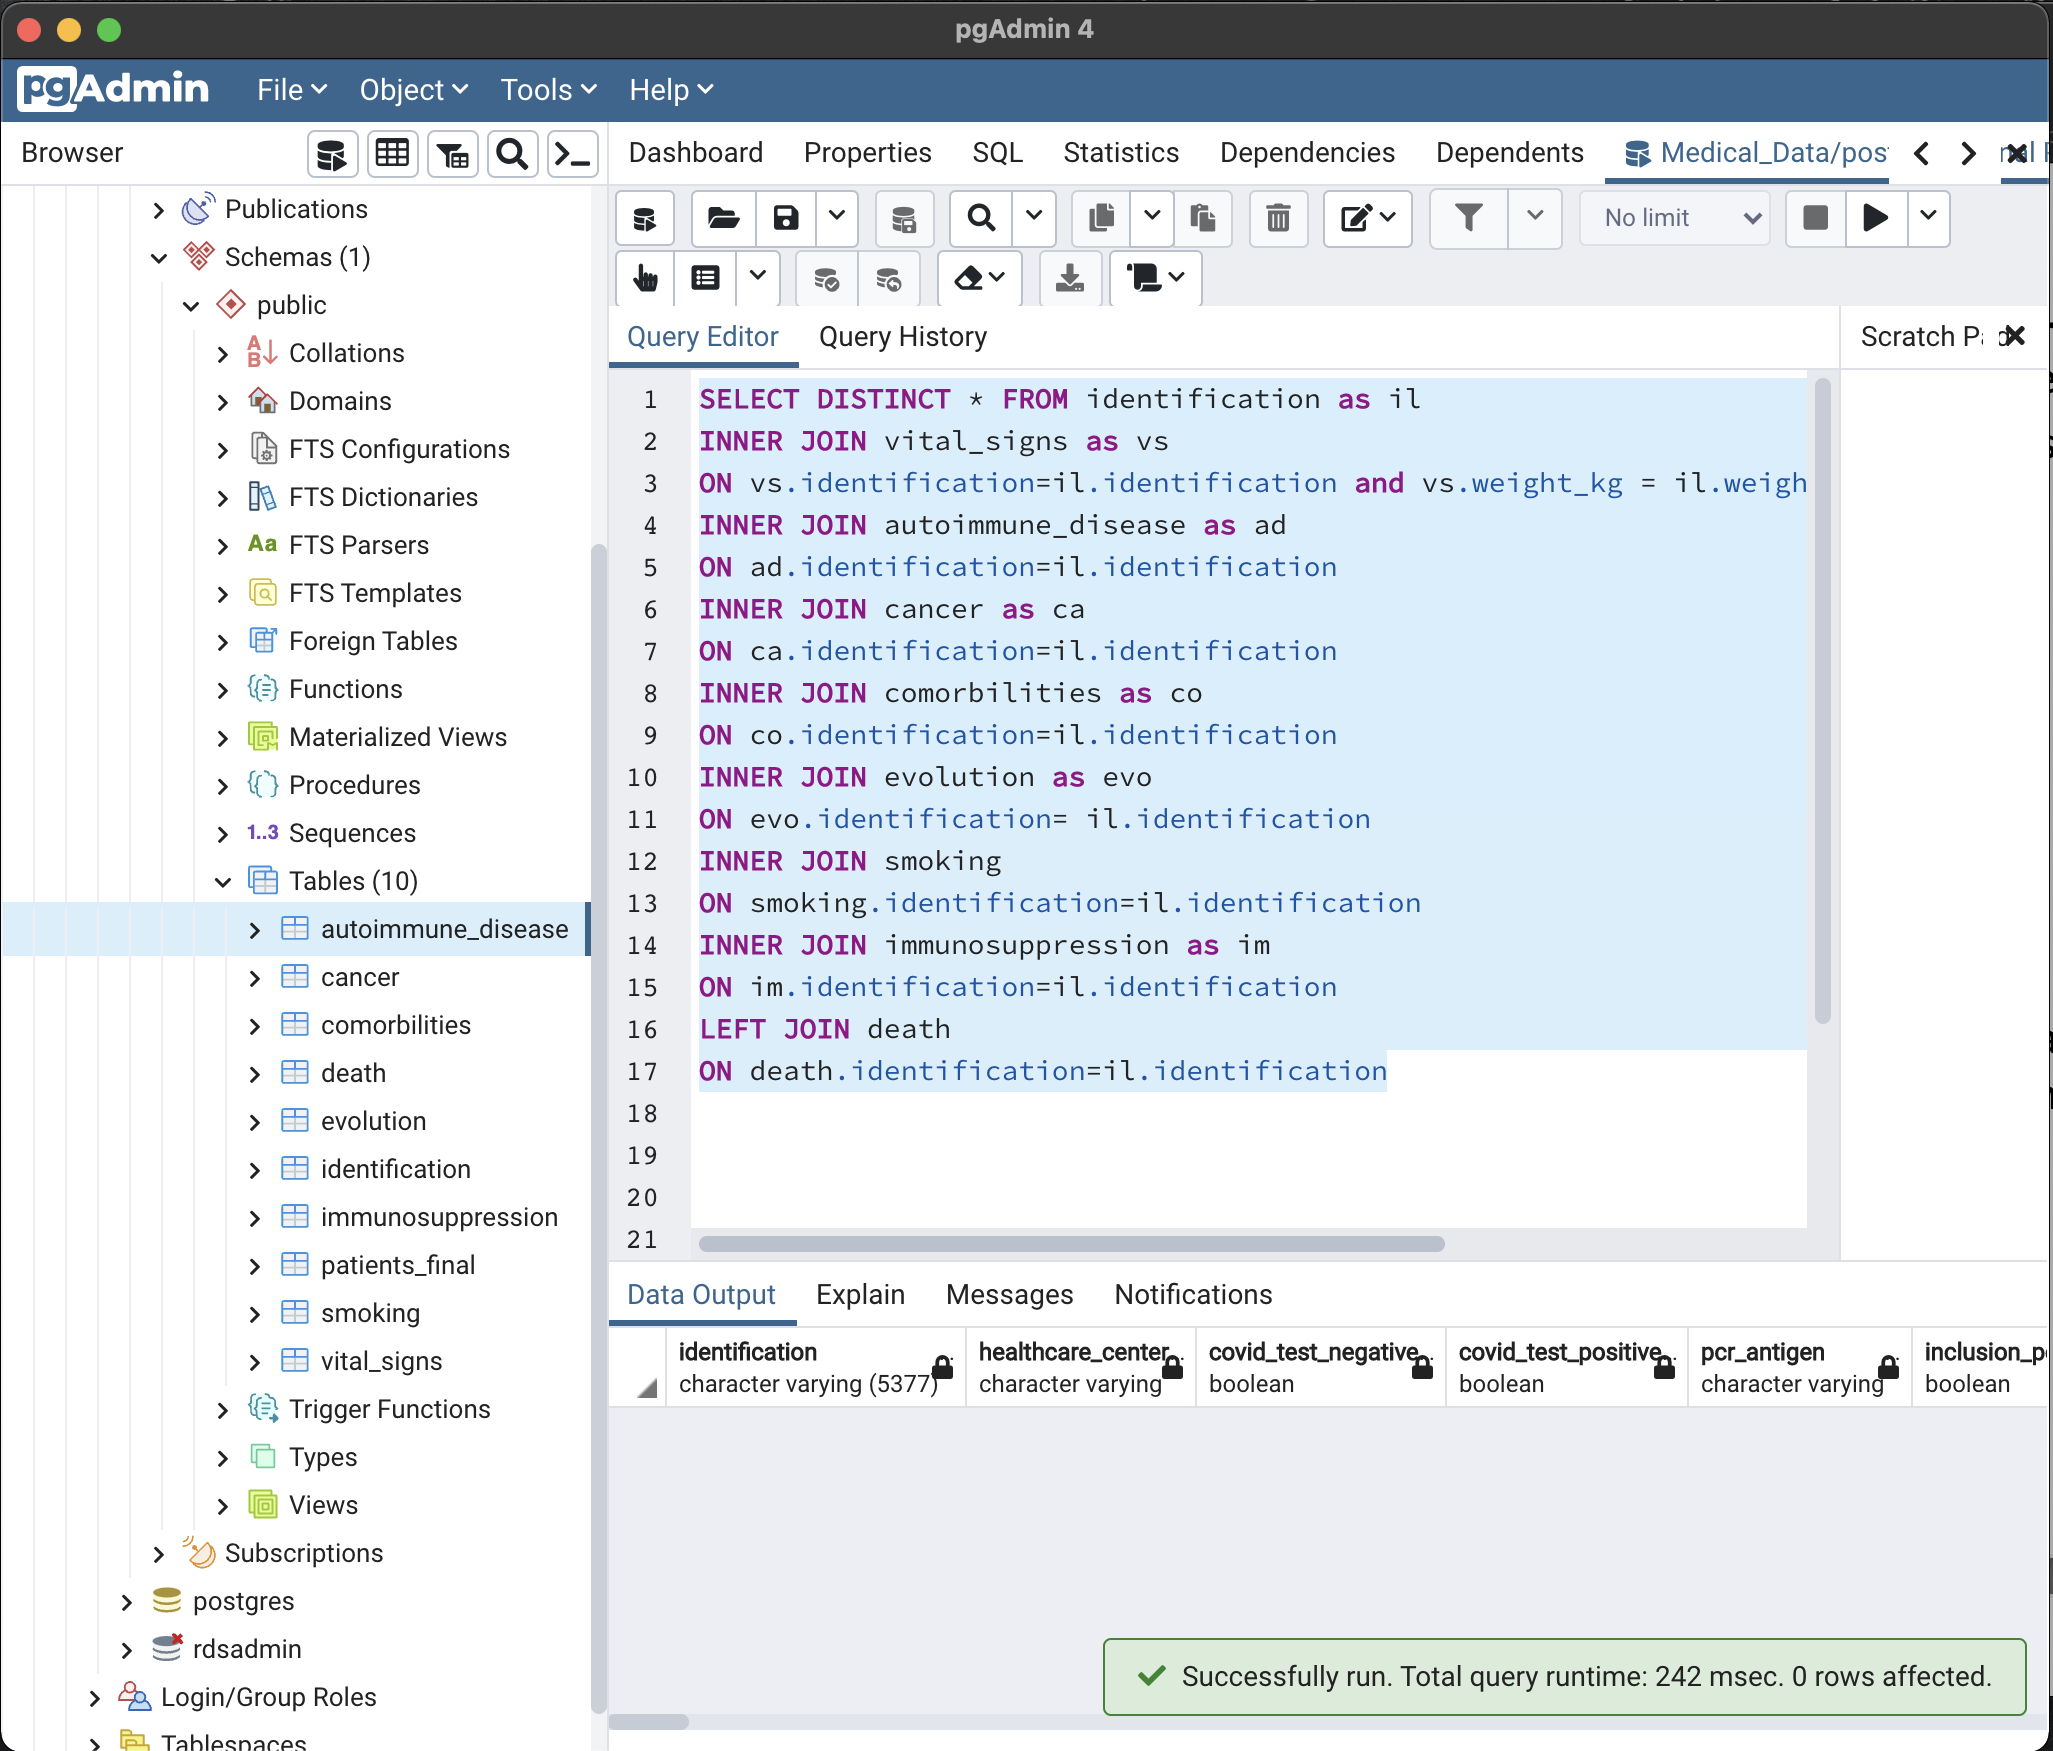 pgAdmin 4
pgAdmin File Object Tools Help
Browser
Dashboard Properties SQL Statistics Dependencies Dependents Medical_Data/pos
No limit
Publications
Schemas (1)
public
Collations
Domains
FTS Configurations
FTS Dictionaries
Aa FTS Parsers
FTS Templates
Foreign Tables
Functions
Materialized Views
Procedures
1..3 Sequences
Tables (10)
autoimmune_disease
cancer
comorbilities
death
evolution
identification
immunosuppression
patients_final
smoking
vital_signs
Trigger Functions
Types
Views
Subscriptions
postgres
rdsadmin
Login/Group Roles
Tablespaces
Query Editor Query History
Scratch Pad
1 SELECT DISTINCT * FROM identification as il
2 INNER JOIN vital_signs as vs
3 ON vs.identification=il.identification and vs.weight_kg = il.weigh
4 INNER JOIN autoimmune_disease as ad
5 ON ad.identification=il.identification
6 INNER JOIN cancer as ca
7 ON ca.identification=il.identification
8 INNER JOIN comorbilities as co
9 ON co.identification=il.identification
10 INNER JOIN evolution as evo
11 ON evo.identification= il.identification
12 INNER JOIN smoking
13 ON smoking.identification=il.identification
14 INNER JOIN immunosuppression as im
15 ON im.identification=il.identification
16 LEFT JOIN death
17 ON death.identification=il.identification
18
19
20
21
Data Output Explain Messages Notifications
identification healthcare_center covid_test_negative covid_test_positive pcr_antigen inclusion_p
character varying (5377) character varying boolean boolean character varying boolean
Successfully run. Total query runtime: 242 msec. 0 rows affected.